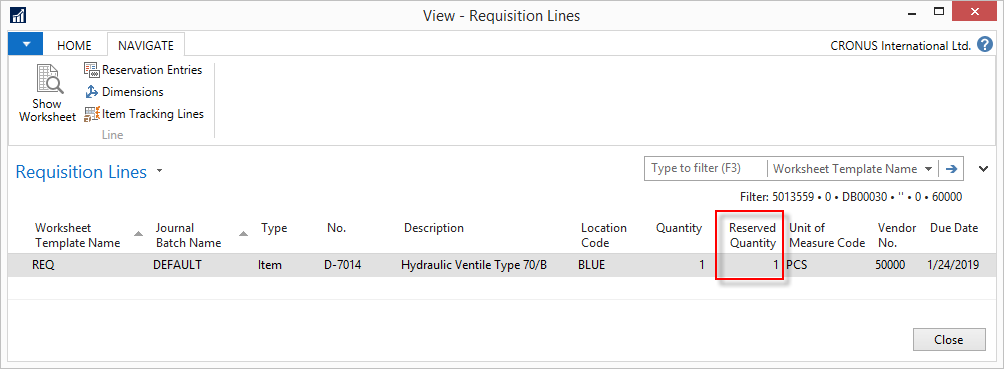 View - Requisition Lines
HOME NAVIGATE CRONUS International Ltd. ?
Show Worksheet
Reservation Entries
Dimensions
Item Tracking Lines
Line
Requisition Lines
Type to filter (F3) Worksheet Template Name
Filter: 5013559 • 0 • DB00030 • '' • 0 • 60000
Worksheet Template Name Journal Batch Name Type No. Description Location Code Quantity Reserved Quantity Unit of Measure Code Vendor No. Due Date
REQ DEFAULT Item D-7014 Hydraulic Ventile Type 70/B BLUE 1 1 PCS 50000 1/24/2019
Close